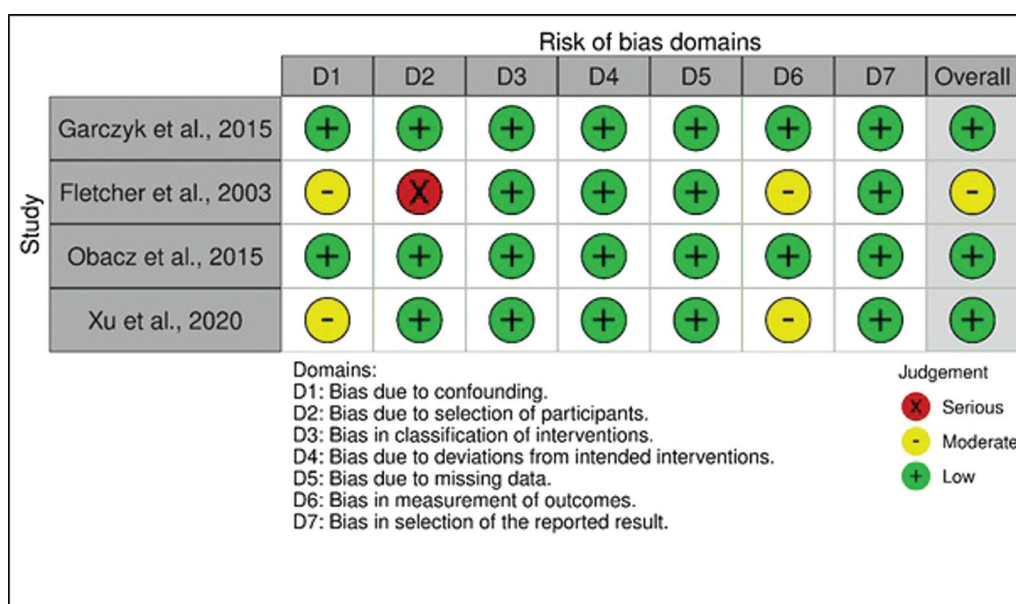 Risk of bias domains
D1 D2 D3 D4 D5 D6 D7 Overall
Study
Garczyk et al., 2015 + + + + + + + +
Fletcher et al., 2003 - X + + + - + -
Obacz et al., 2015 + + + + + + + +
Xu et al., 2020 - + + + + - + +
Domains:
D1: Bias due to confounding.
D2: Bias due to selection of participants.
D3: Bias in classification of interventions.
D4: Bias due to deviations from intended interventions.
D5: Bias due to missing data.
D6: Bias in measurement of outcomes.
D7: Bias in selection of the reported result.
Judgement
X Serious
- Moderate
+ Low